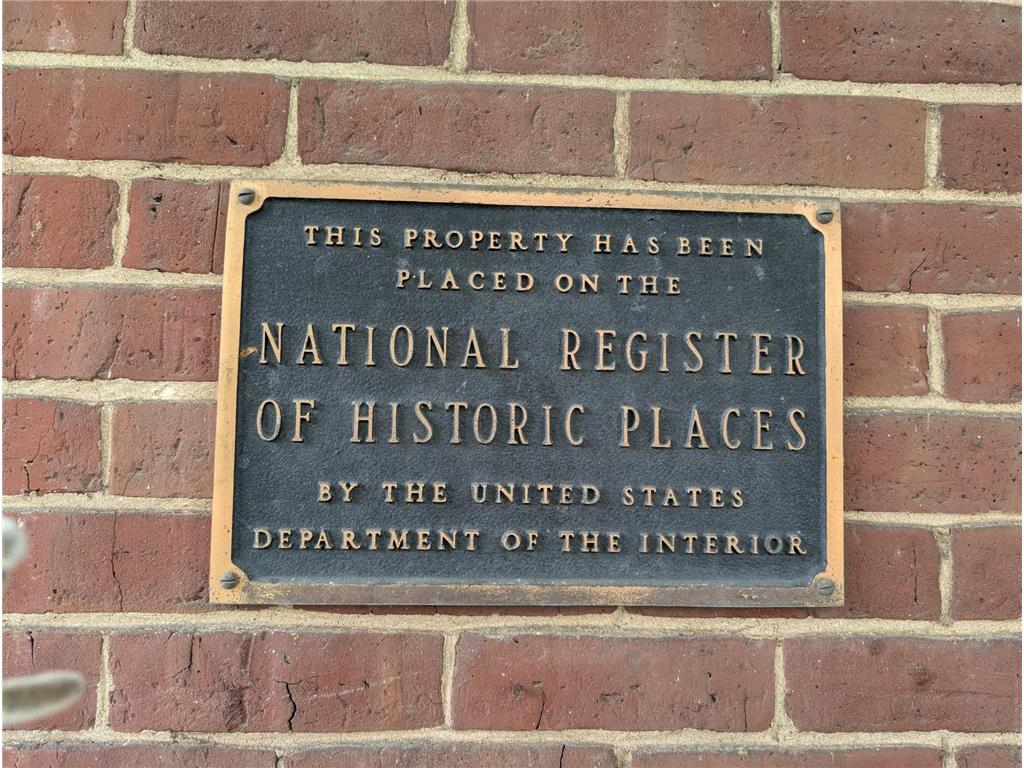 THIS PROPERTY HAS BEEN
PLACED ON THE
NATIONAL REGISTER
OF HISTORIC PLACES
BY THE UNITED STATES
DEPARTMENT OF THE INTERIOR